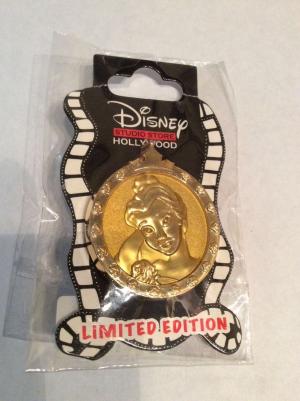 Disney
STUDIO STORE
HOLLYWOOD
LIMITED EDITION